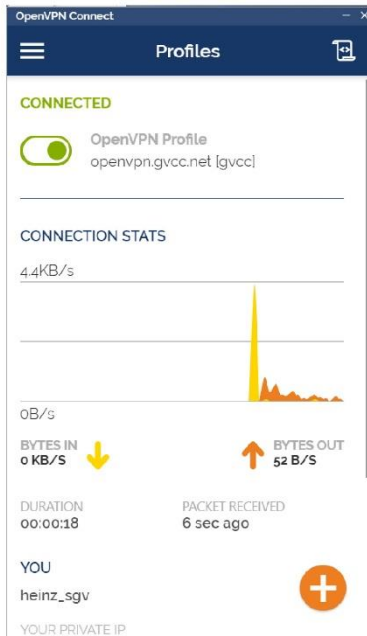 OpenVPN Connect
Profiles
CONNECTED
OpenVPN Profile
openvpn.gvcc.net [gvcc]
CONNECTION STATS
4.4KB/s
0B/s
BYTES IN
0 KB/S
BYTES OUT
52 B/S
DURATION
00:00:18
PACKET RECEIVED
6 sec ago
YOU
heinz_sgv
YOUR PRIVATE IP